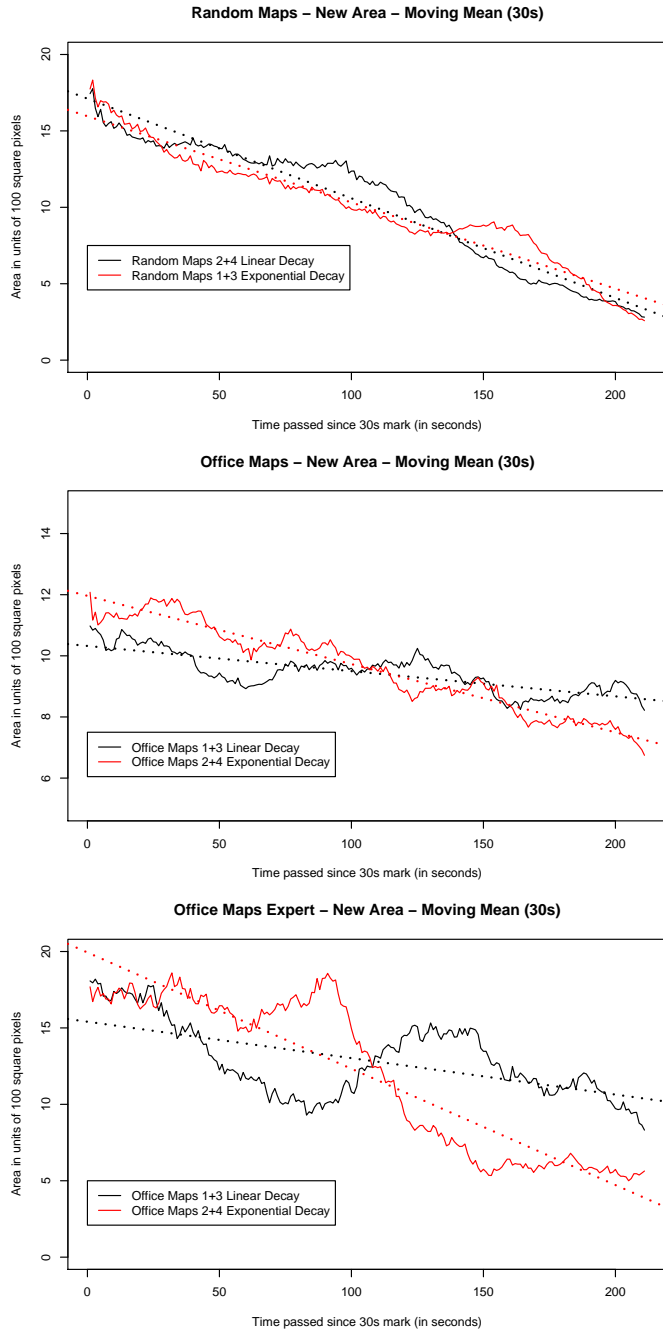 Random Maps − New Area − Moving Mean (30s)
Area in units of 100 square pixels
20
15
10
5
0
Random Maps 2+4 Linear Decay
Random Maps 1+3 Exponential Decay
0 50 100 150 200
Time passed since 30s mark (in seconds)
Office Maps − New Area − Moving Mean (30s)
Area in units of 100 square pixels
14
12
10
8
6
Office Maps 1+3 Linear Decay
Office Maps 2+4 Exponential Decay
0 50 100 150 200
Time passed since 30s mark (in seconds)
Office Maps Expert − New Area − Moving Mean (30s)
Area in units of 100 square pixels
20
15
10
5
0
Office Maps 1+3 Linear Decay
Office Maps 2+4 Exponential Decay
0 50 100 150 200
Time passed since 30s mark (in seconds)